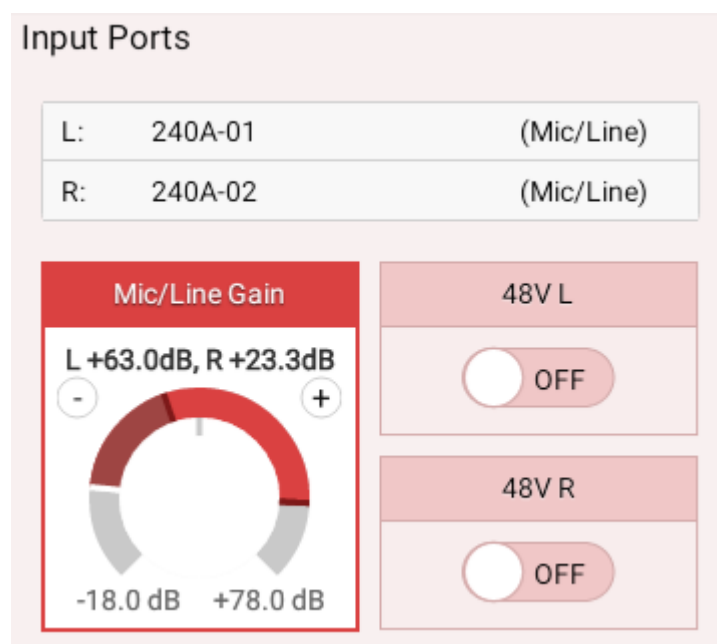 Input Ports
L: 240A-01 (Mic/Line)
R: 240A-02 (Mic/Line)
Mic/Line Gain
L +63.0dB, R +23.3dB
- +
-18.0 dB +78.0 dB
48V L
OFF
48V R
OFF